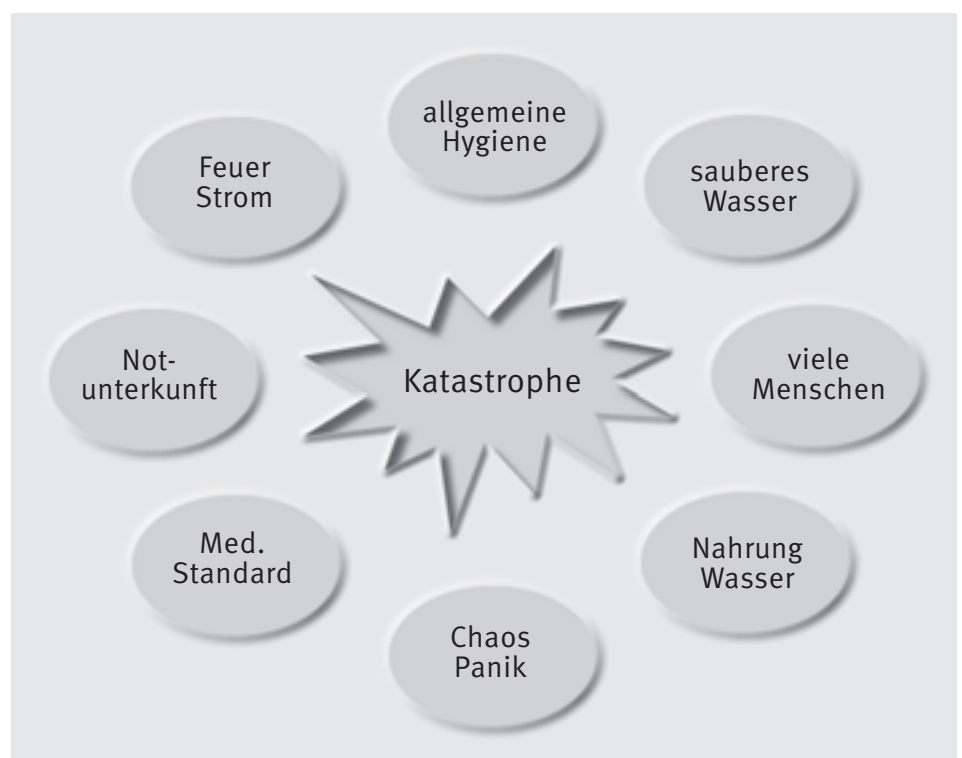 allgemeine
Hygiene
Feuer
Strom
sauberes
Wasser
Not-
unterkunft
Katastrophe
viele
Menschen
Med.
Standard
Nahrung
Wasser
Chaos
Panik